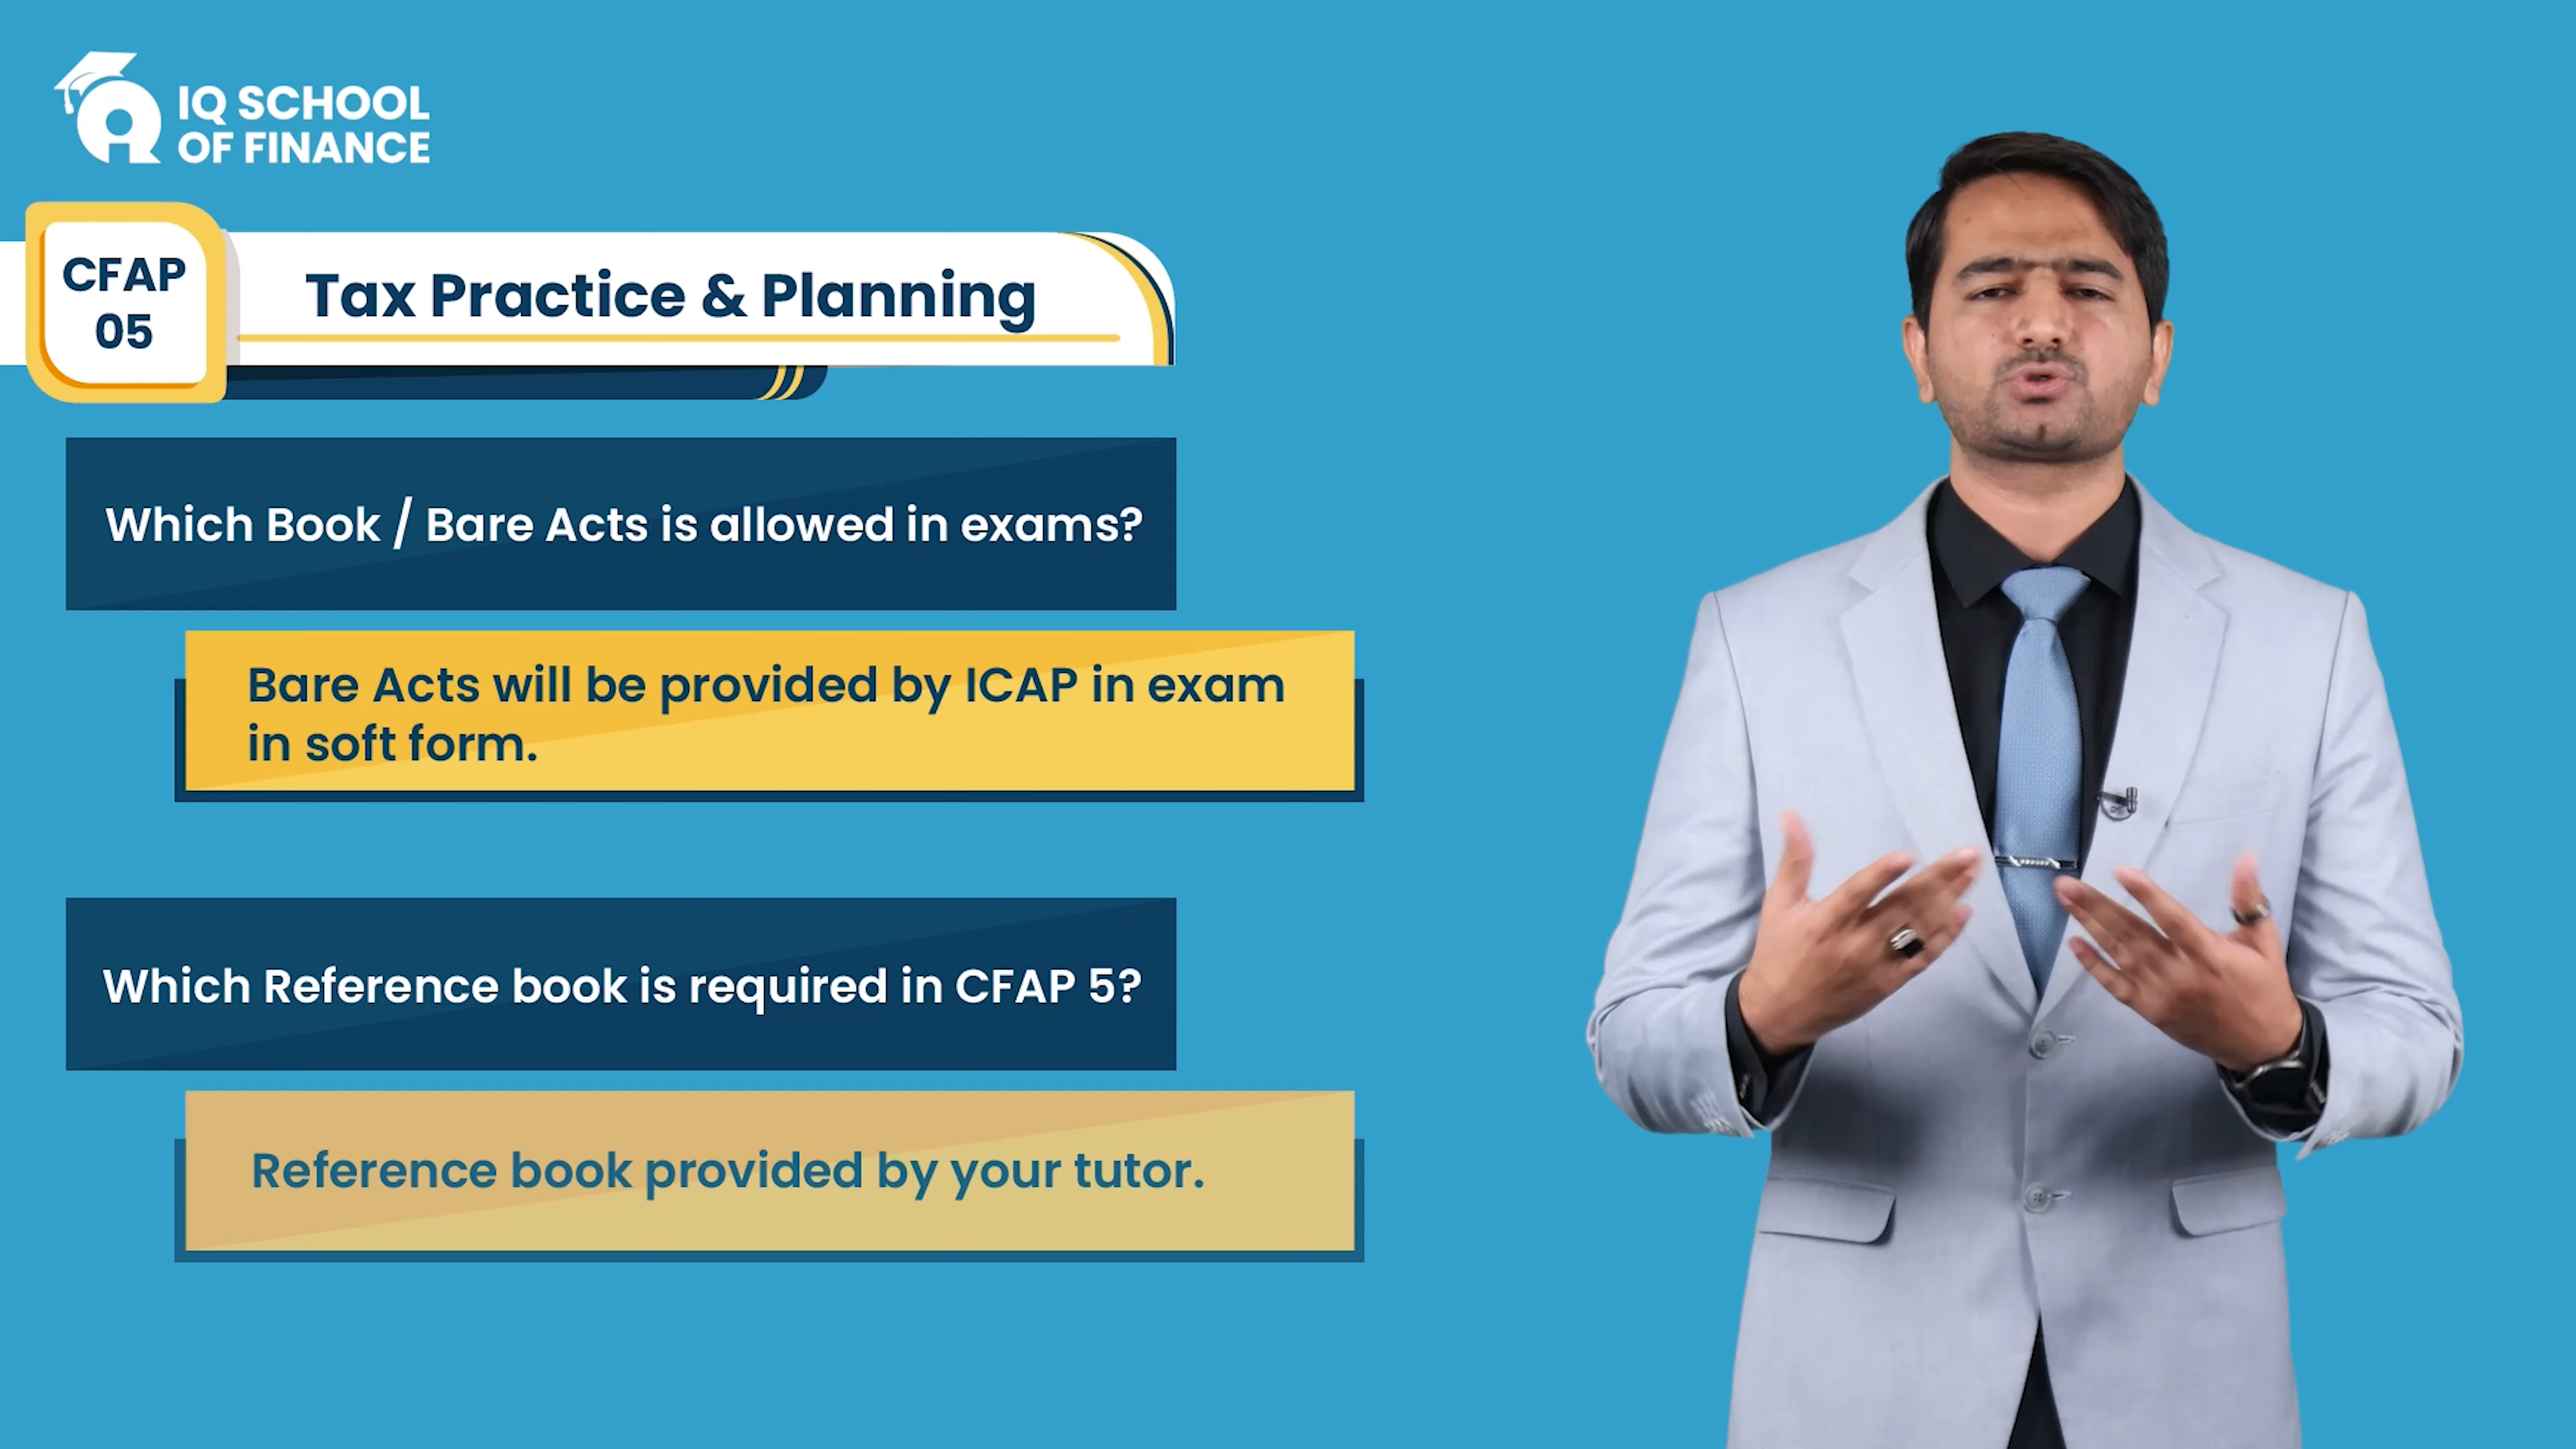 IQ SCHOOL
OF FINANCE
CFAP
05
Tax Practice & Planning
Which Book / Bare Acts is allowed in exams?
Bare Acts will be provided by ICAP in exam
in soft form.
Which Reference book is required in CFAP 5?
Reference book provided by your tutor.